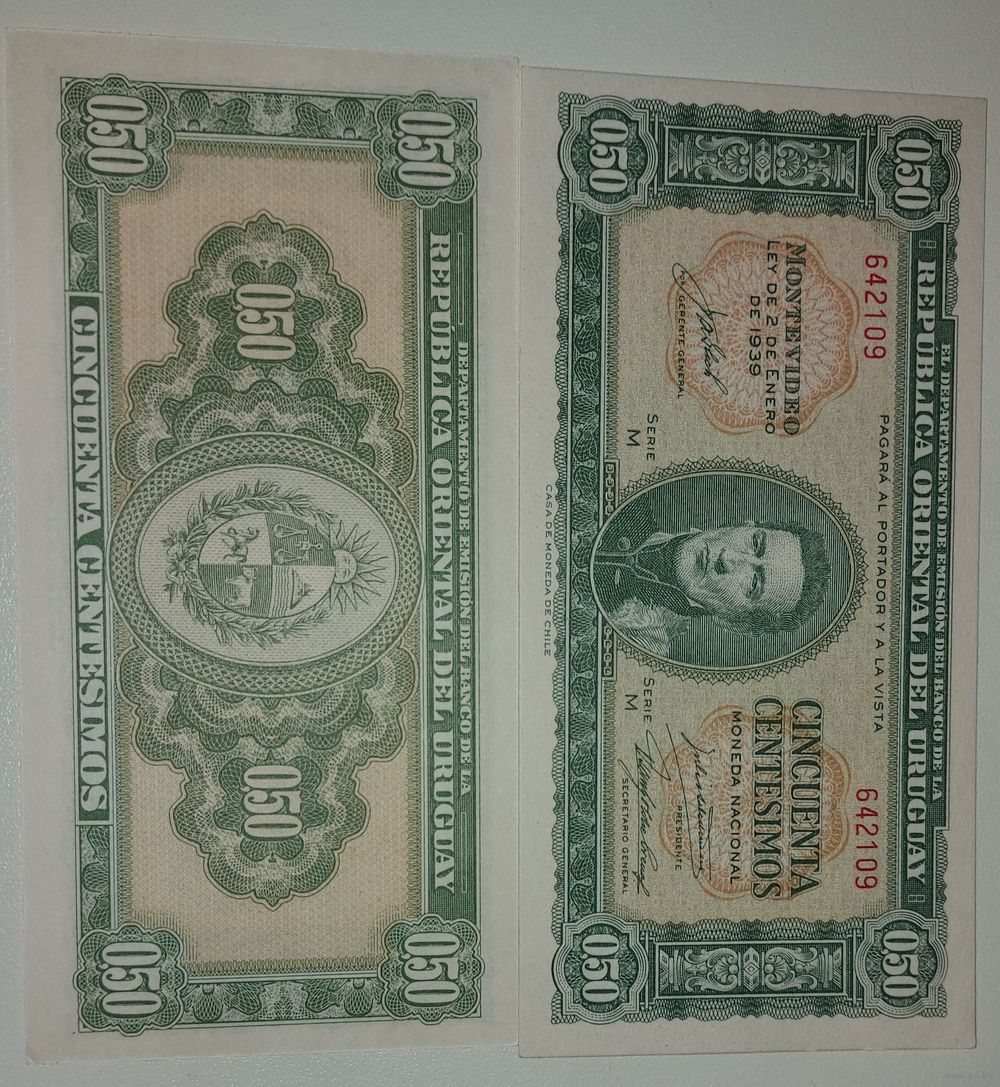 0,50
0,50
DEPARTAMENTO DE EMISIÓN DEL BANCO DE LA
REPÚBLICA ORIENTAL DEL URUGUAY
0,50
0,50
CINCUENTA CENTESIMOS
0,50
0,50
0,50
0,50
EL DEPARTAMENTO DE EMISION DEL BANCO DE LA
REPÚBLICA ORIENTAL DEL URUGUAY
642109
PAGARÁ AL PORTADOR Y A LA VISTA
642109
MONTEVIDEO
LEY DE 2 DE ENERO
DE 1939
GERENTE GENERAL
SERIE
M
CINCUENTA
CENTESIMOS
MONEDA NACIONAL
PRESIDENTE
SECRETARIO GENERAL
SERIE
M
0,50
0,50
CASA DE MONEDA DE CHILE